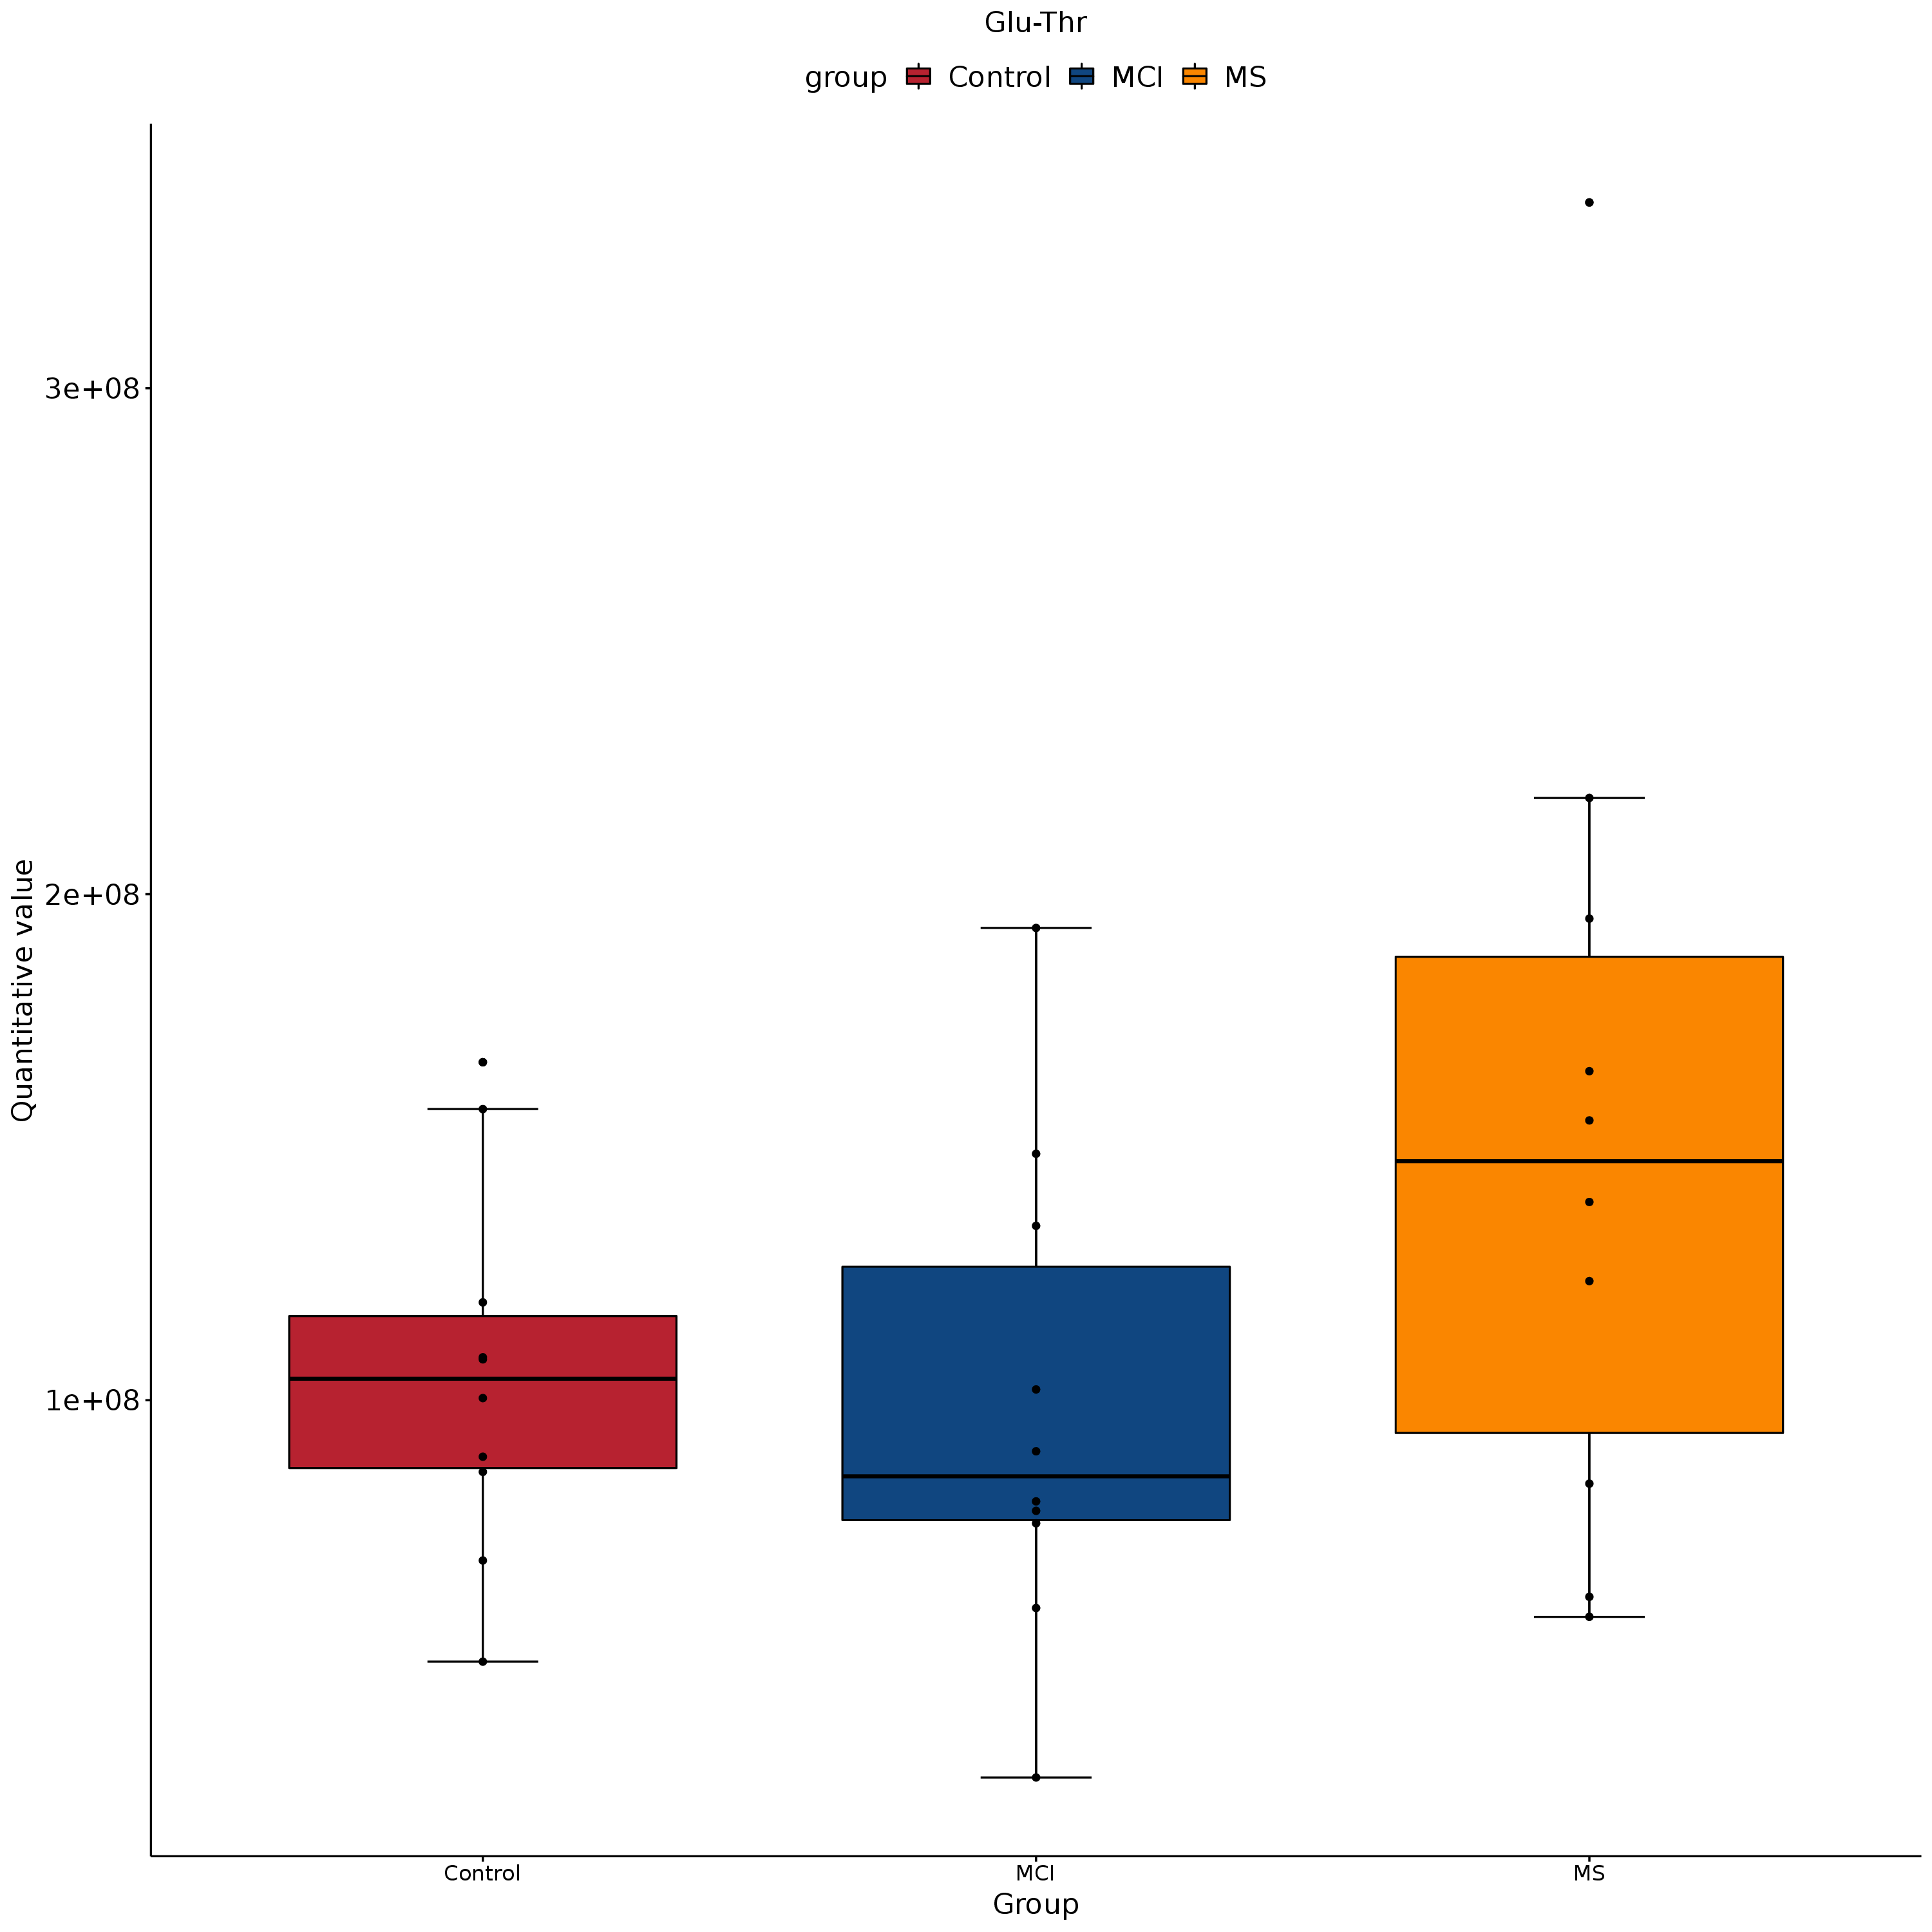 Glu-Thr
group Control MCI MS
3e+08
2e+08
1e+08
Quantitative value
Control MCI MS
Group